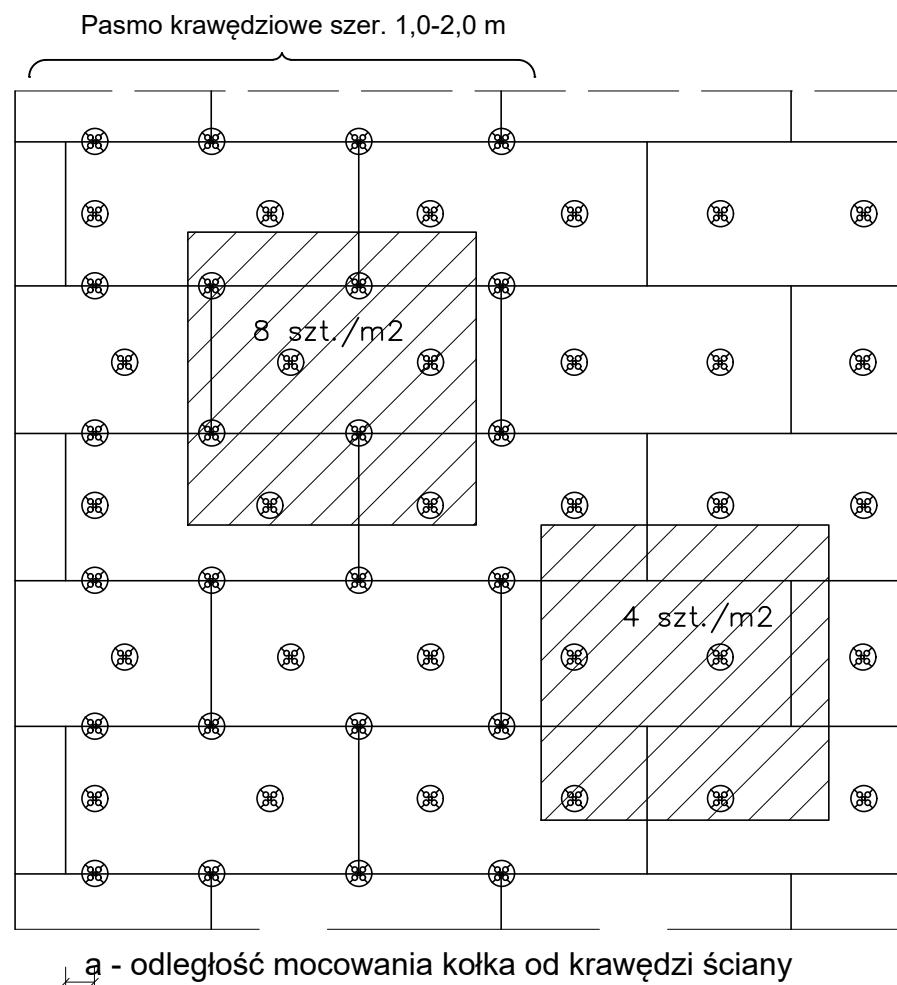 Pasmo krawędziowe szer. 1,0-2,0 m
8 szt./m2
4 szt./m2
a - odległość mocowania kołka od krawędzi ściany